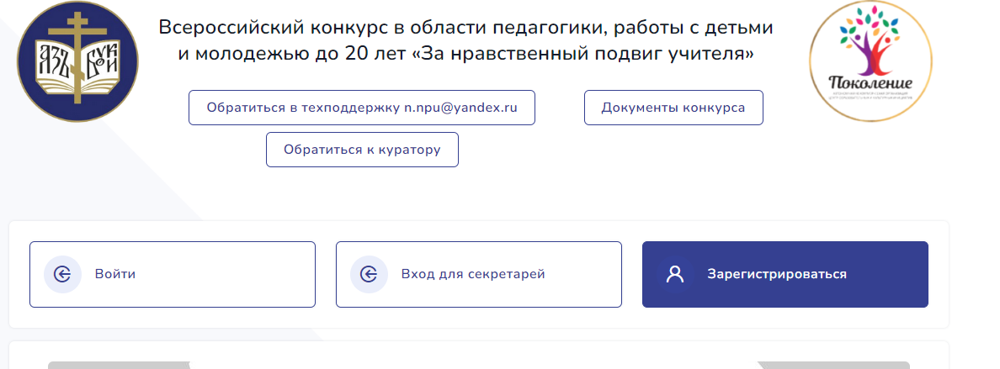 Всероссийский конкурс в области педагогики, работы с детьми
и молодежью до 20 лет «За нравственный подвиг учителя»
АЗЪ
БУКИ
Поколение
Обратиться в техподдержку n.npu@yandex.ru
Документы конкурса
Обратиться к куратору
Войти
Вход для секретарей
Зарегистрироваться